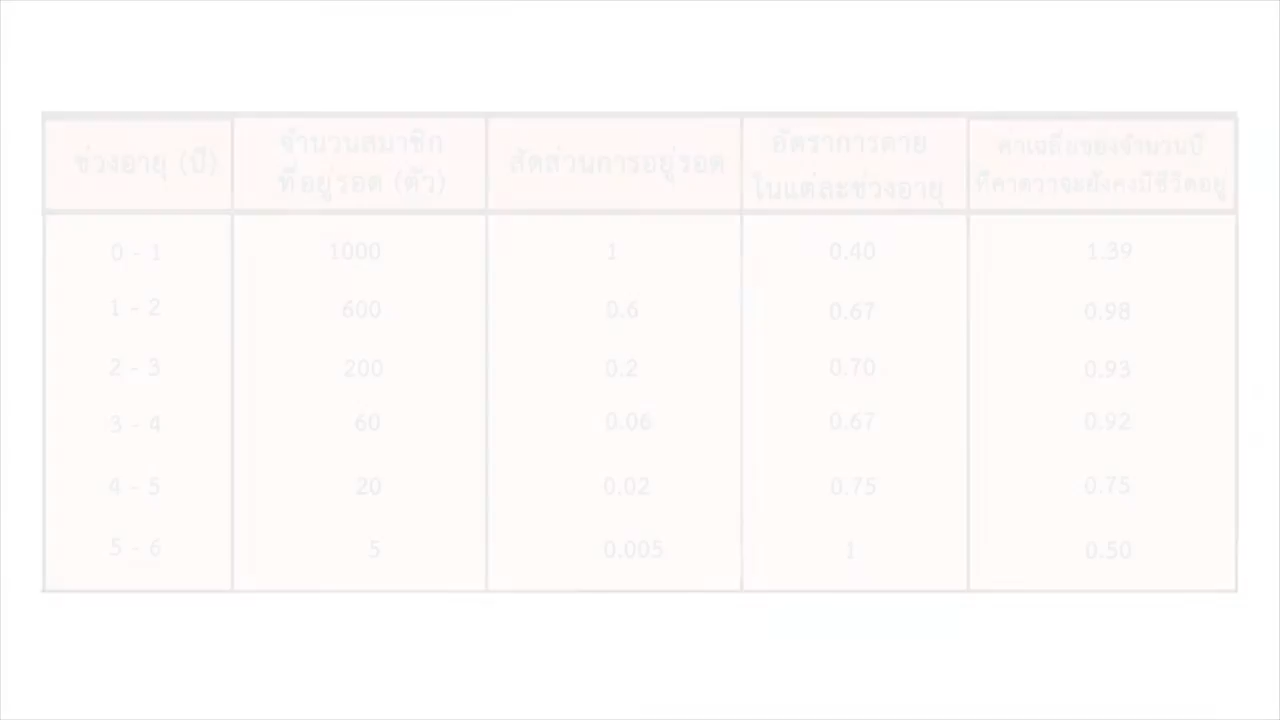 ช่วงอายุ (ปี) จำนวนสมาชิก ที่อยู่รอด (ตัว) สัดส่วนการอยู่รอด อัตราการตาย ในแต่ละช่วงอายุ ค่าเฉลี่ยของจำนวนปี ที่คาดว่าจะยังคงมีชีวิตอยู่
0 - 1 1000 1 0.40 1.39
1 - 2 600 0.6 0.67 0.98
2 - 3 200 0.2 0.70 0.93
3 - 4 60 0.06 0.67 0.92
4 - 5 20 0.02 0.75 0.75
5 - 6 5 0.005 1 0.50